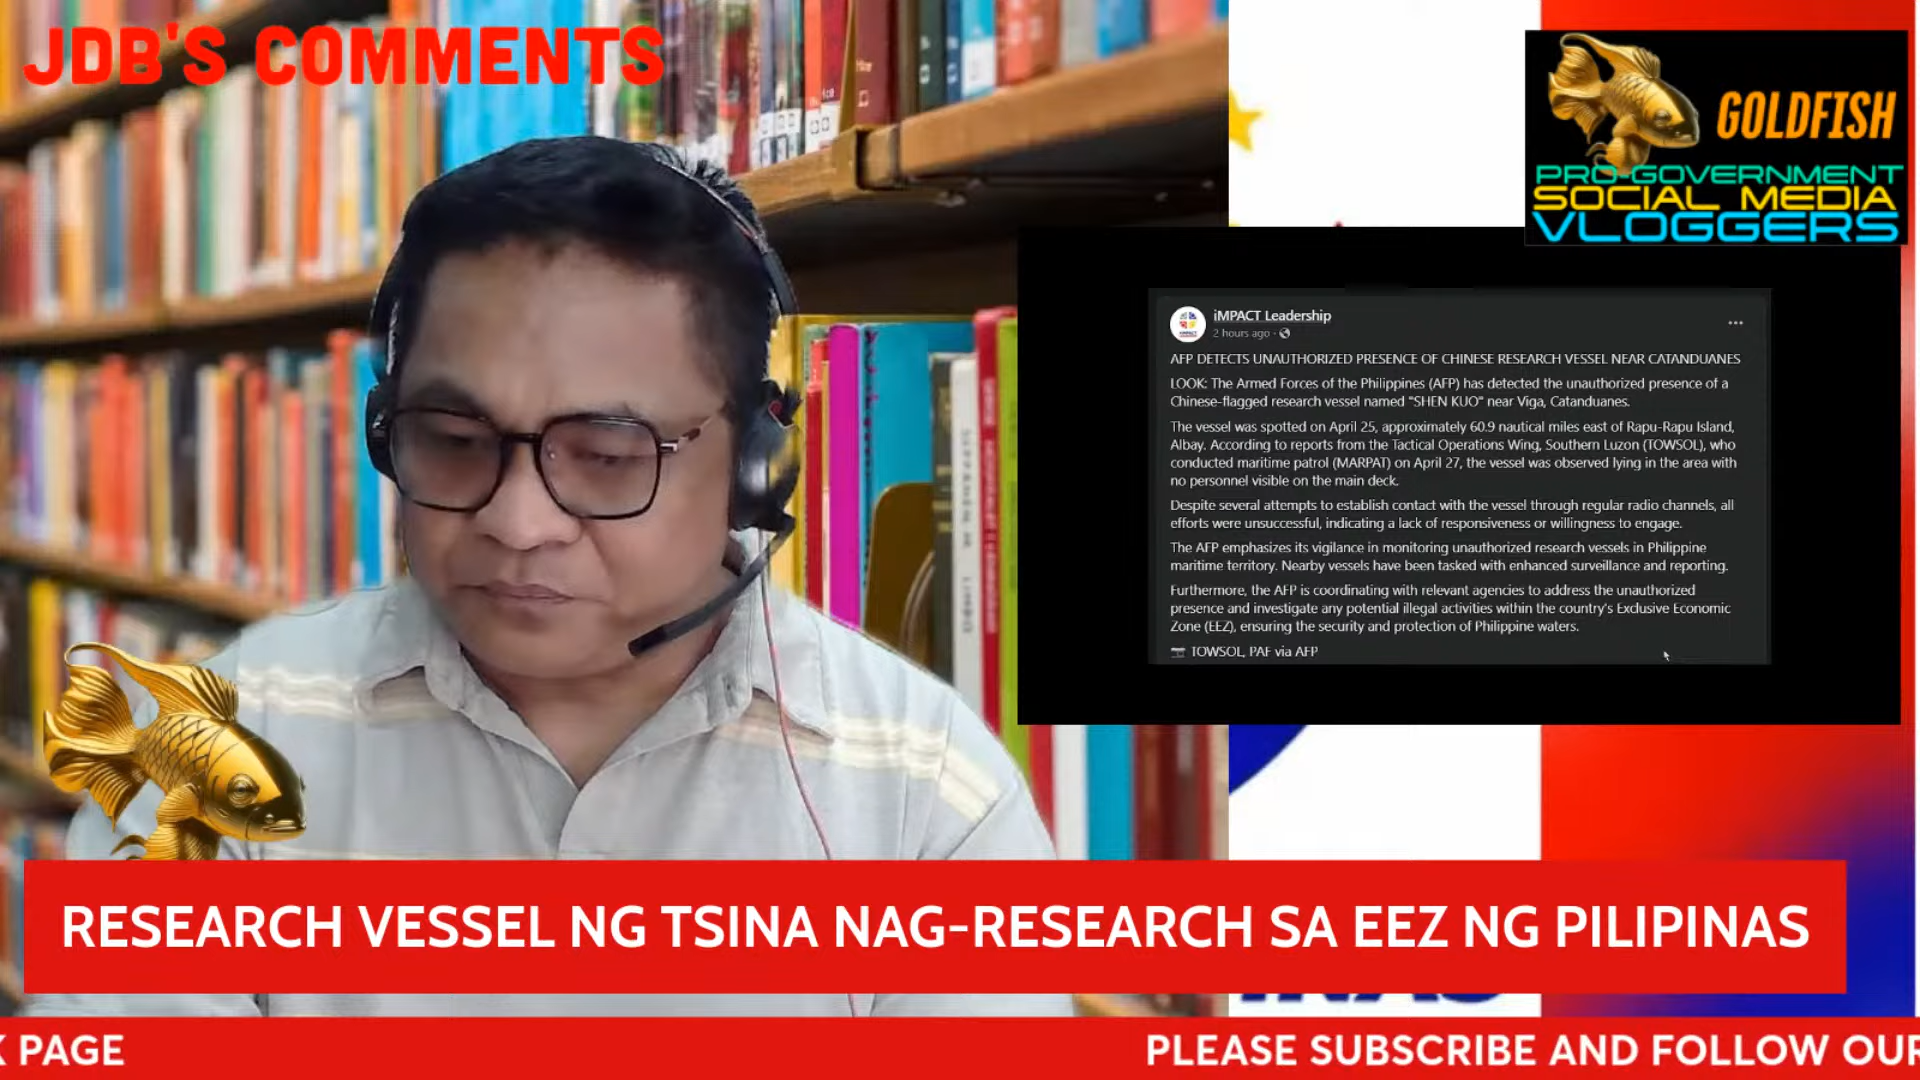 JDB'S COMMENTS
GOLDFISH
PRO-GOVERNMENT
SOCIAL MEDIA
VLOGGERS
iMPACT Leadership
2 hours ago
AFP DETECTS UNAUTHORIZED PRESENCE OF CHINESE RESEARCH VESSEL NEAR CATANDUANES
LOOK: The Armed Forces of the Philippines (AFP) has detected the unauthorized presence of a
Chinese-flagged research vessel named "SHEN KUO" near Viga, Catanduanes.
The vessel was spotted on April 25, approximately 60.9 nautical miles east of Rapu-Rapu Island,
Albay. According to reports from the Tactical Operations Wing, Southern Luzon (TOWSOL), who
conducted maritime patrol (MARPAT) on April 27, the vessel was observed lying in the area with
no personnel visible on the main deck.
Despite several attempts to establish contact with the vessel through regular radio channels, all
efforts were unsuccessful, indicating a lack of responsiveness or willingness to engage.
The AFP emphasizes its vigilance in monitoring unauthorized research vessels in Philippine
maritime territory. Nearby vessels have been tasked with enhanced surveillance and reporting.
Furthermore, the AFP is coordinating with relevant agencies to address the unauthorized
presence and investigate any potential illegal activities within the country's Exclusive Economic
Zone (EEZ), ensuring the security and protection of Philippine waters.
TOWSOL, PAF via AFP
RESEARCH VESSEL NG TSINA NAG-RESEARCH SA EEZ NG PILIPINAS
K PAGE
PLEASE SUBSCRIBE AND FOLLOW OUR